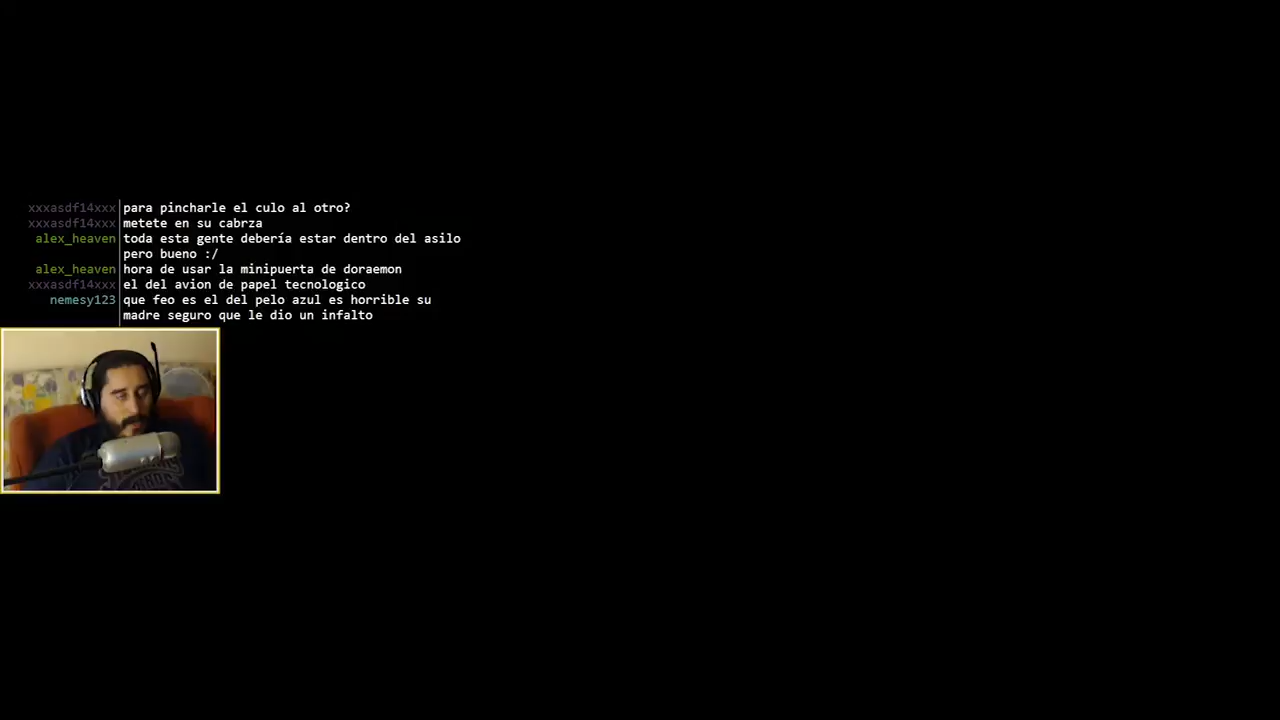 xxxasdf14xxx para pincharle el culo al otro?
xxxasdf14xxx metete en su cabrza
alex_heaven toda esta gente debería estar dentro del asilo
pero bueno :/
alex_heaven hora de usar la minipuerta de doraemon
xxxasdf14xxx el del avion de papel tecnologico
nemesy123 que feo es el del pelo azul es horrible su
madre seguro que le dio un infalto